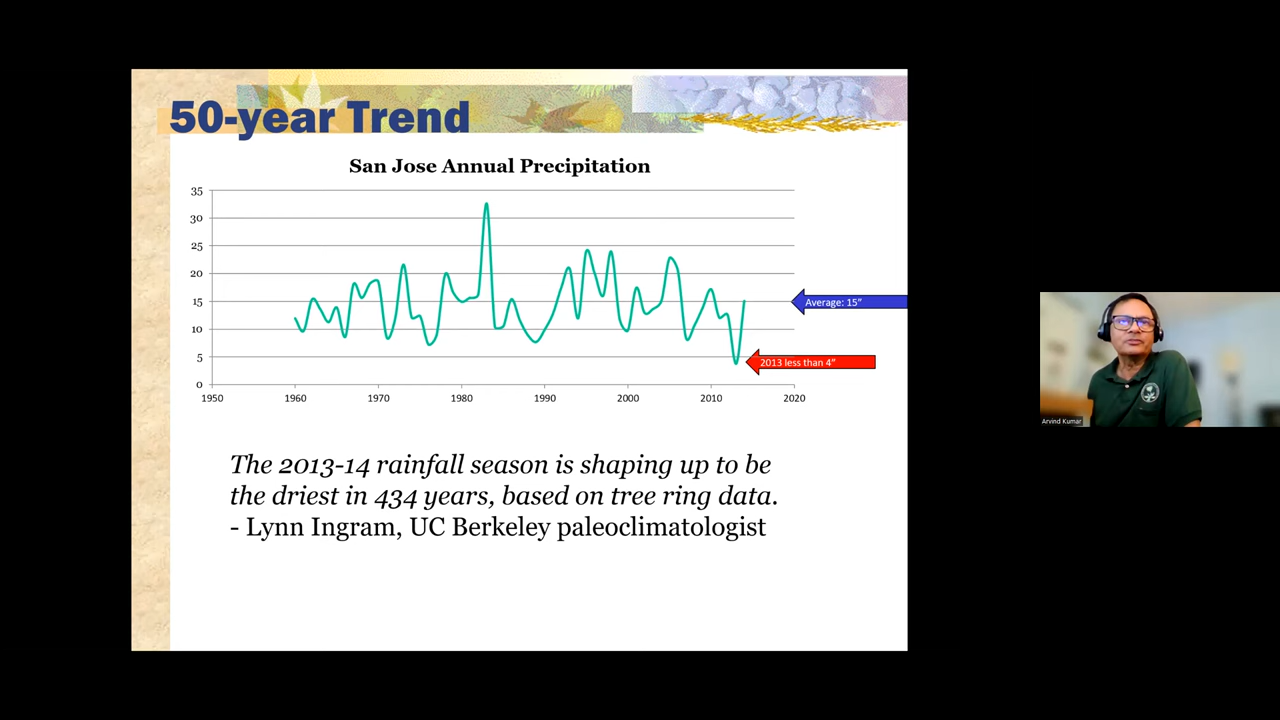 50-year Trend
San Jose Annual Precipitation
35
30
25
20
15
10
5
0
1950 1960 1970 1980 1990 2000 2010 2020
Average: 15”
2013 less than 4”
The 2013-14 rainfall season is shaping up to be
the driest in 434 years, based on tree ring data.
- Lynn Ingram, UC Berkeley paleoclimatologist
Arvind Kumar